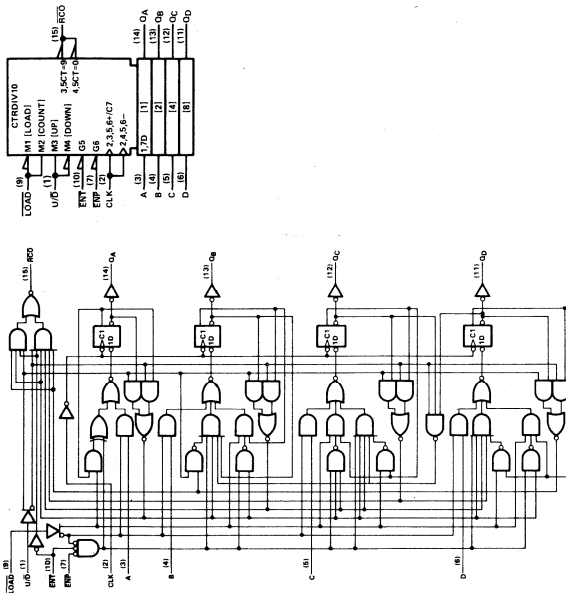 CTRDIV10
(9) LOAD M1 [LOAD]
M2 [COUNT]
(1) U/D M3 [UP]
M4 [DOWN]
(10) ENT G5
(7) ENP G6
(2) CLK 2,3,5,6+/C7
2,4,5,6−
3,5CT=9 (15) RCO
4,5CT=0
(3) A 1,7D [1] (14) QA
(4) B [2] (13) QB
(5) C [4] (12) QC
(6) D [8] (11) QD
(15) RCO
C1
1D
(14) QA
C1
1D
(13) QB
C1
1D
(12) QC
C1
1D
(11) QD
(9) LOAD
(1) U/D
(10) ENT
(7) ENP
(2) CLK
(3) A
(4) B
(5) C
(6) D